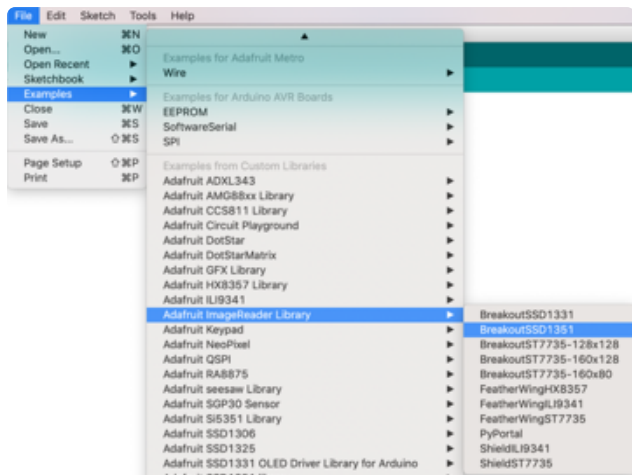 File Edit Sketch Tools Help
New ⌘N
Open... ⌘O
Open Recent
Sketchbook
Examples
Close ⌘W
Save ⌘S
Save As... ⇧⌘S
Page Setup ⇧⌘P
Print ⌘P
Examples for Adafruit Metro
Wire
Examples for Arduino AVR Boards
EEPROM
SoftwareSerial
SPI
Examples from Custom Libraries
Adafruit ADXL343
Adafruit AMG88xx Library
Adafruit CCS811 Library
Adafruit Circuit Playground
Adafruit DotStar
Adafruit DotStarMatrix
Adafruit GFX Library
Adafruit HX8357 Library
Adafruit ILI9341
Adafruit ImageReader Library
Adafruit Keypad
Adafruit NeoPixel
Adafruit QSPI
Adafruit RA8875
Adafruit seesaw Library
Adafruit SGP30 Sensor
Adafruit Si5351 Library
Adafruit SSD1306
Adafruit SSD1325
Adafruit SSD1331 OLED Driver Library for Arduino
BreakoutSSD1331
BreakoutSSD1351
BreakoutST7735-128x128
BreakoutST7735-160x128
BreakoutST7735-160x80
FeatherWingHX8357
FeatherWingILI9341
FeatherWingST7735
PyPortal
ShieldILI9341
ShieldST7735